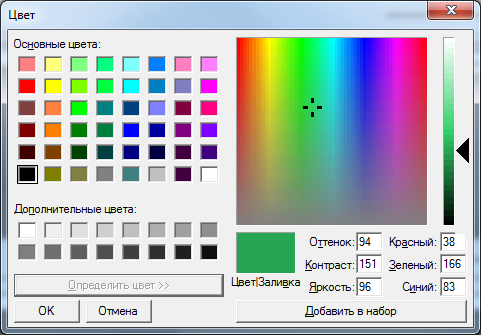 Цвет
Основные цвета:
Дополнительные цвета:
Определить цвет >>
OK Отмена
Цвет|Заливка
Оттенок: 94 Красный: 38
Контраст: 151 Зеленый: 166
Яркость: 96 Синий: 83
Добавить в набор